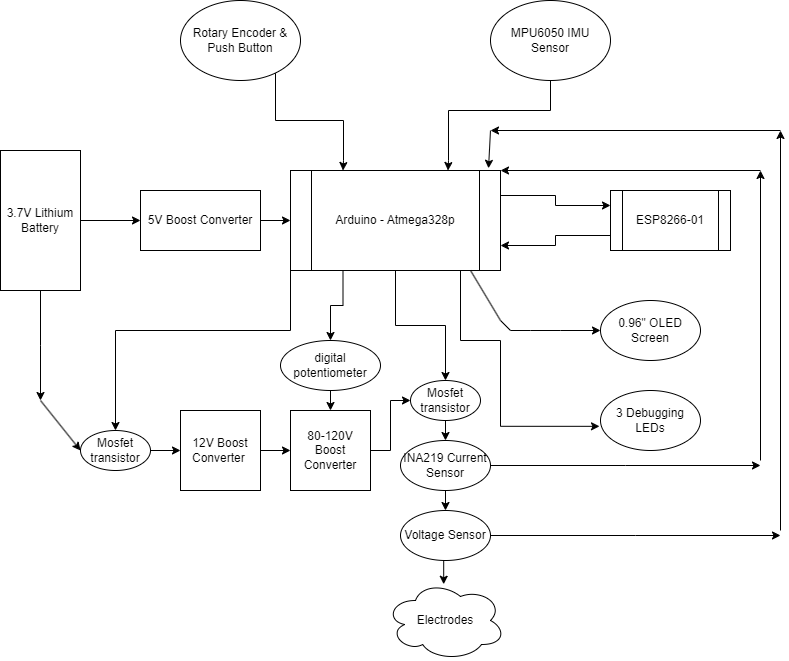 Rotary Encoder &
Push Button
MPU6050 IMU
Sensor
3.7V Lithium
Battery
5V Boost Converter
Arduino - Atmega328p
ESP8266-01
0.96" OLED
Screen
digital
potentiometer
Mosfet
transistor
3 Debugging
LEDs
Mosfet
transistor
12V Boost
Converter
80-120V
Boost
Converter
INA219 Current
Sensor
Voltage Sensor
Electrodes